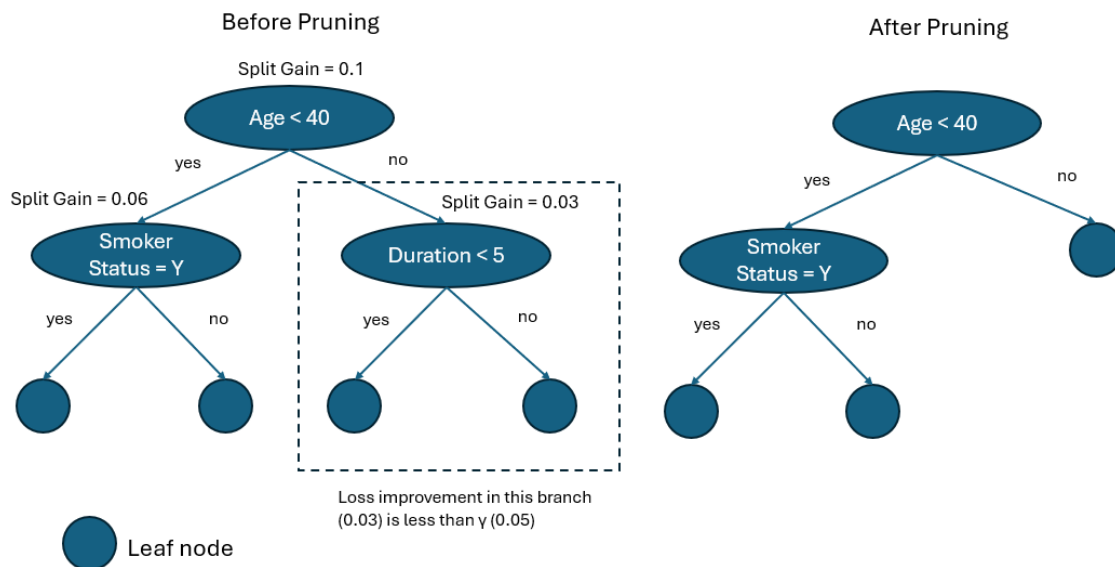 Before Pruning
After Pruning
Split Gain = 0.1
Age < 40
yes
no
Split Gain = 0.06
Split Gain = 0.03
Smoker
Status = Y
Duration < 5
yes
no
yes
no
Loss improvement in this branch
(0.03) is less than γ (0.05)
Age < 40
yes
no
Smoker
Status = Y
yes
no
Leaf node